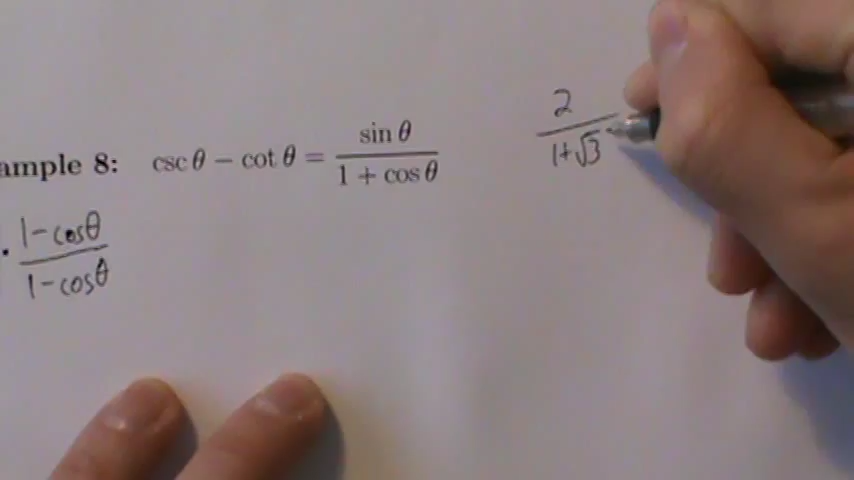 ample 8: csc θ − cot θ = sin θ / 1 + cos θ
2 / 1+√3
· 1-cosθ / 1-cosθ